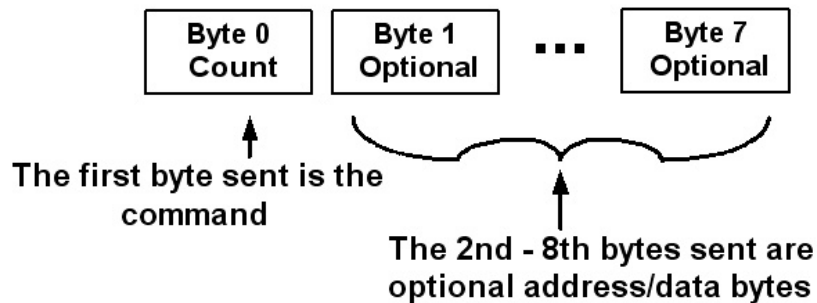 Byte 0
Count
Byte 1
Optional
...
Byte 7
Optional
The first byte sent is the
command
The 2nd - 8th bytes sent are
optional address/data bytes